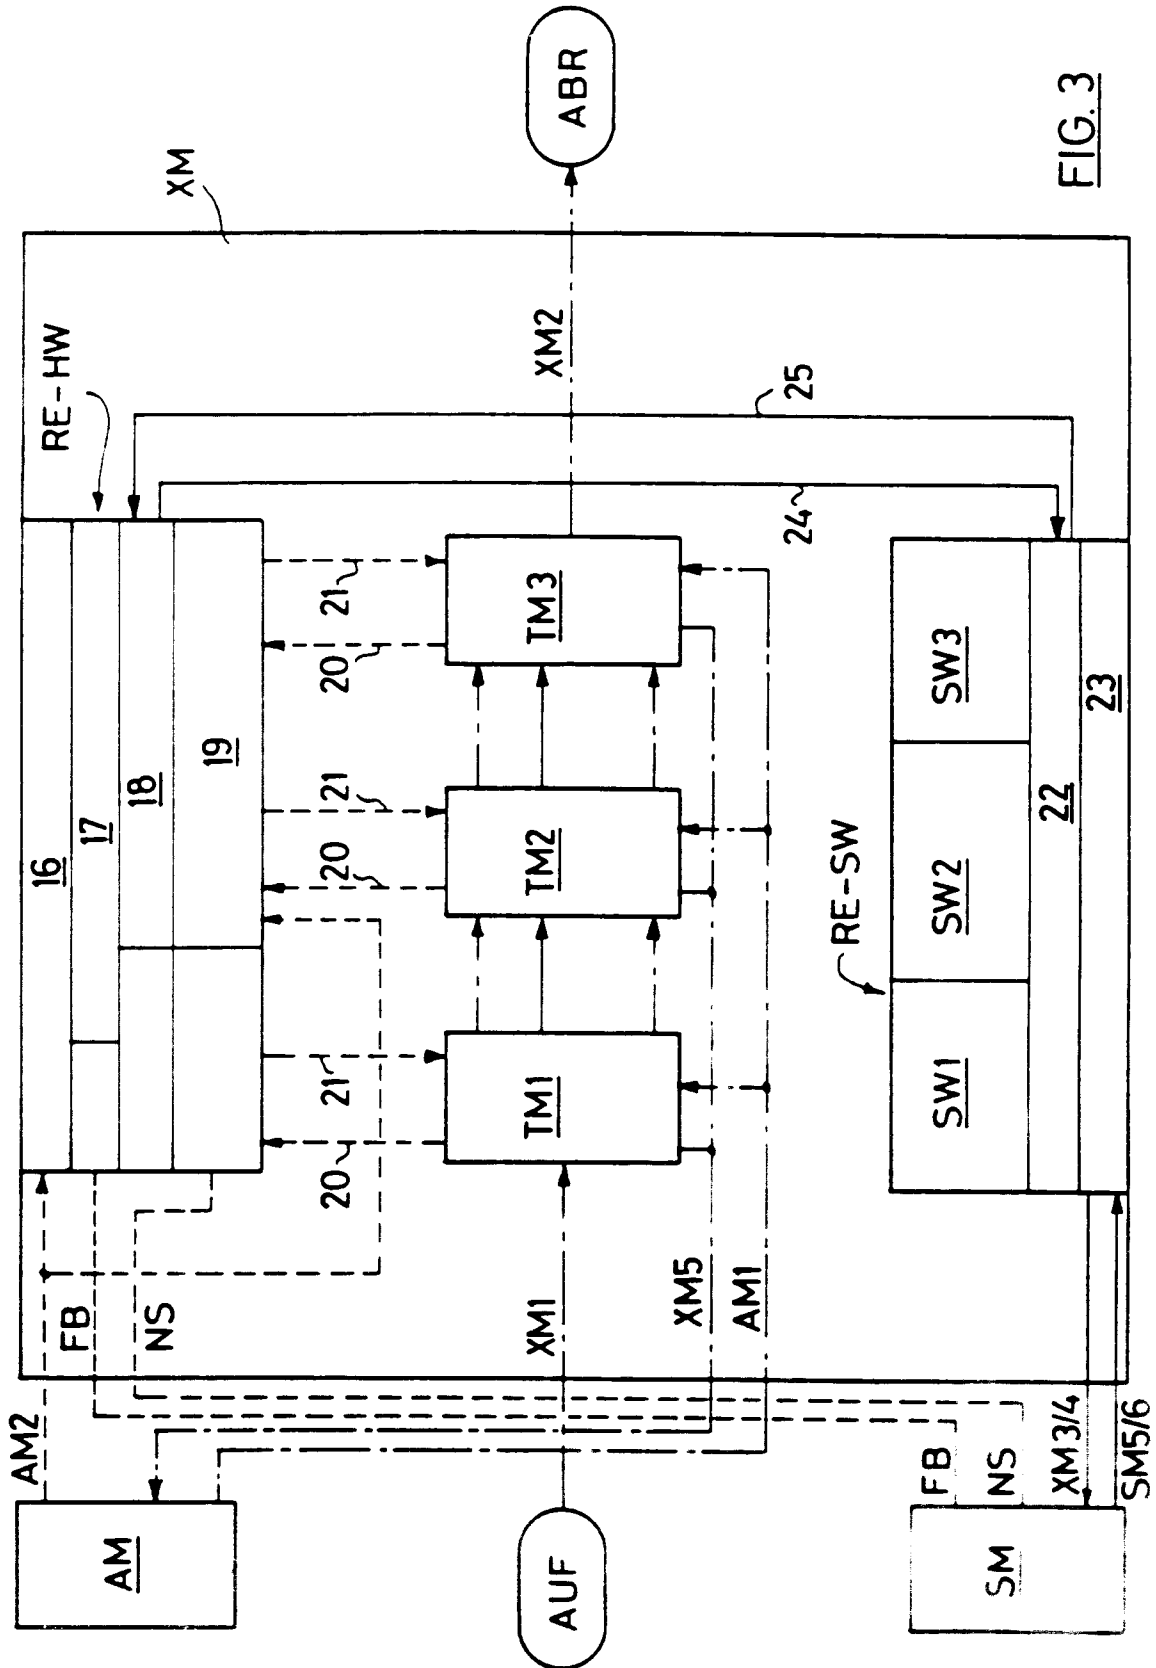 XM
RE-HW
ABR
XM2
FIG. 3
16
17
18
19
25
24
21
20
21
20
21
20
TM3
TM2
TM1
RE-SW
SW3
SW2
SW1
22
23
AM2
FB
NS
XM1
XM5
AM1
AM
AUF
FB
NS
XM3/4
SM5/6
SM